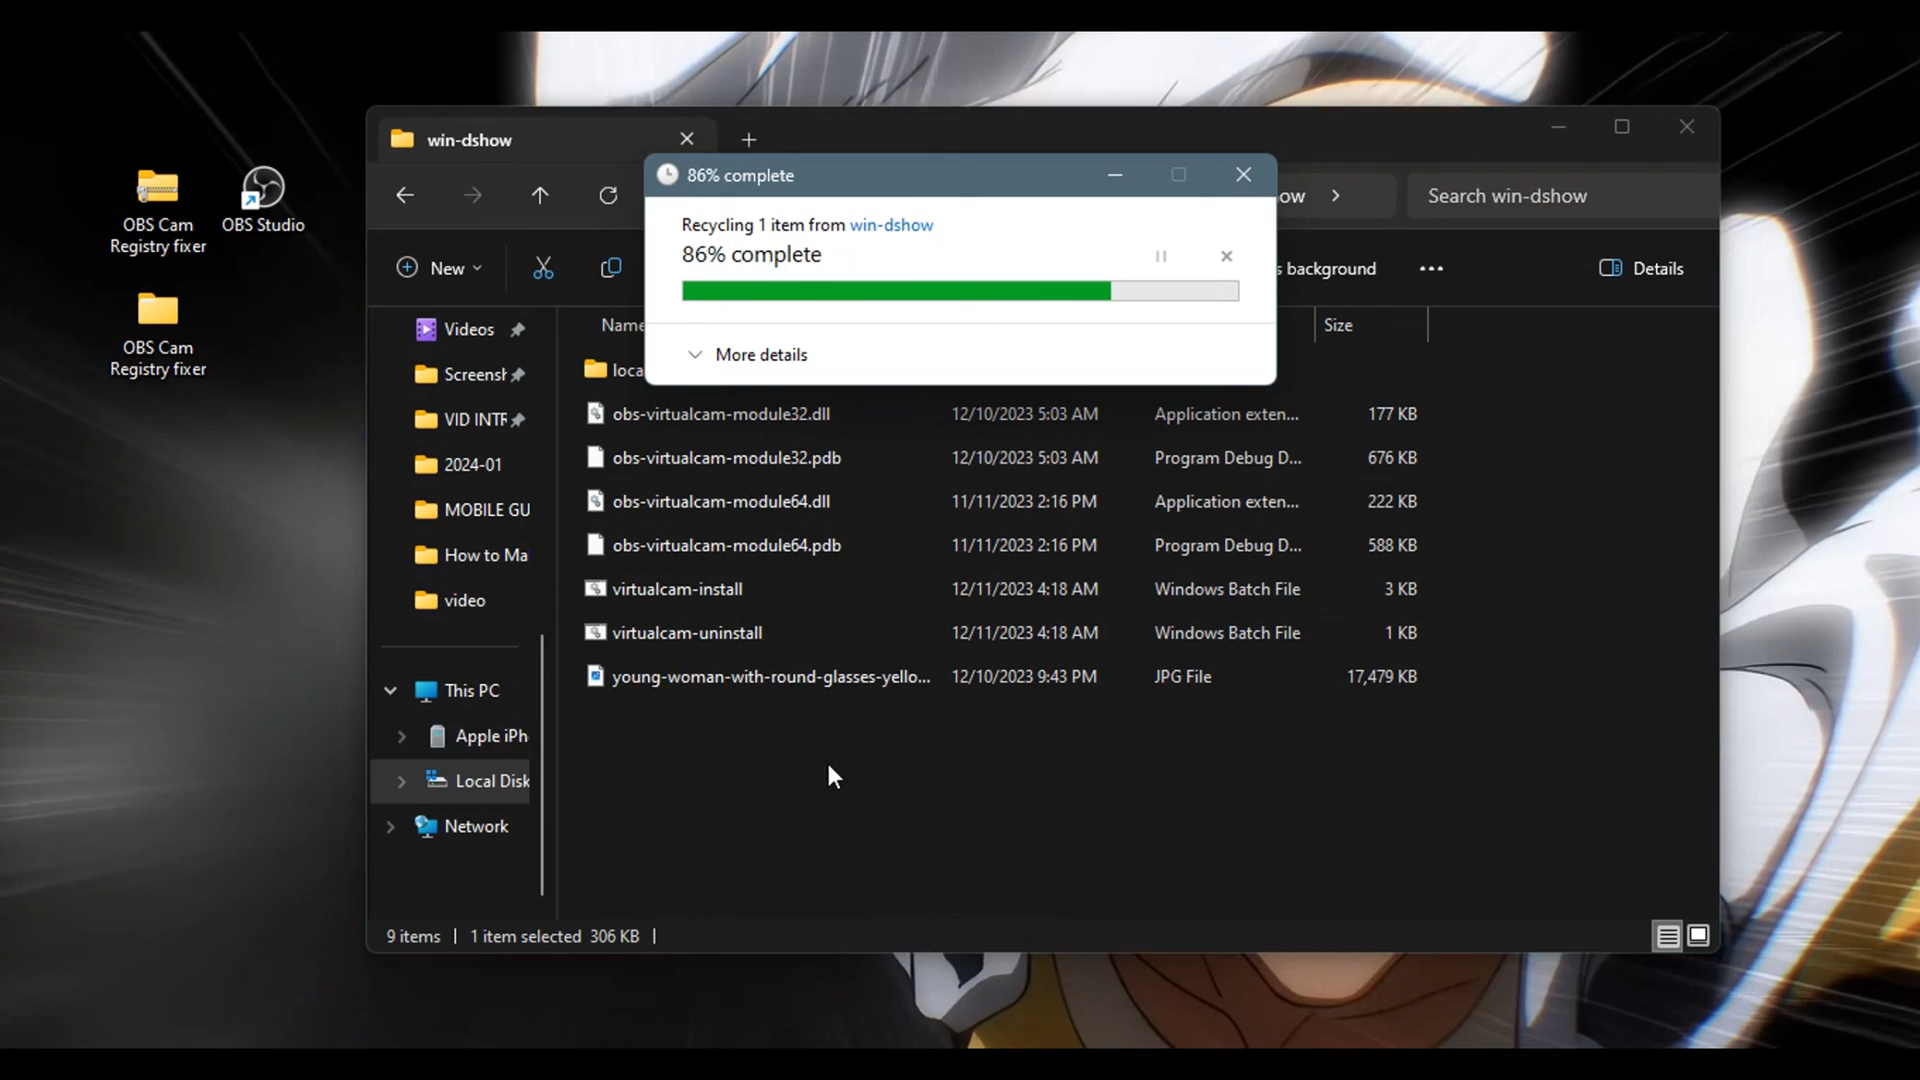 win-dshow
86% complete
Recycling 1 item from win-dshow
86% complete
More details
OBS Cam
Registry fixer
OBS Studio
OBS Cam
Registry fixer
Search win-dshow
New
background
Details
Name
Size
Videos
Screensh
VID INTR
2024-01
MOBILE GU
How to Ma
video
This PC
Apple iPh
Local Disk
Network
loca
obs-virtualcam-module32.dll 12/10/2023 5:03 AM Application exten... 177 KB
obs-virtualcam-module32.pdb 12/10/2023 5:03 AM Program Debug D... 676 KB
obs-virtualcam-module64.dll 11/11/2023 2:16 PM Application exten... 222 KB
obs-virtualcam-module64.pdb 11/11/2023 2:16 PM Program Debug D... 588 KB
virtualcam-install 12/11/2023 4:18 AM Windows Batch File 3 KB
virtualcam-uninstall 12/11/2023 4:18 AM Windows Batch File 1 KB
young-woman-with-round-glasses-yello... 12/10/2023 9:43 PM JPG File 17,479 KB
9 items 1 item selected 306 KB